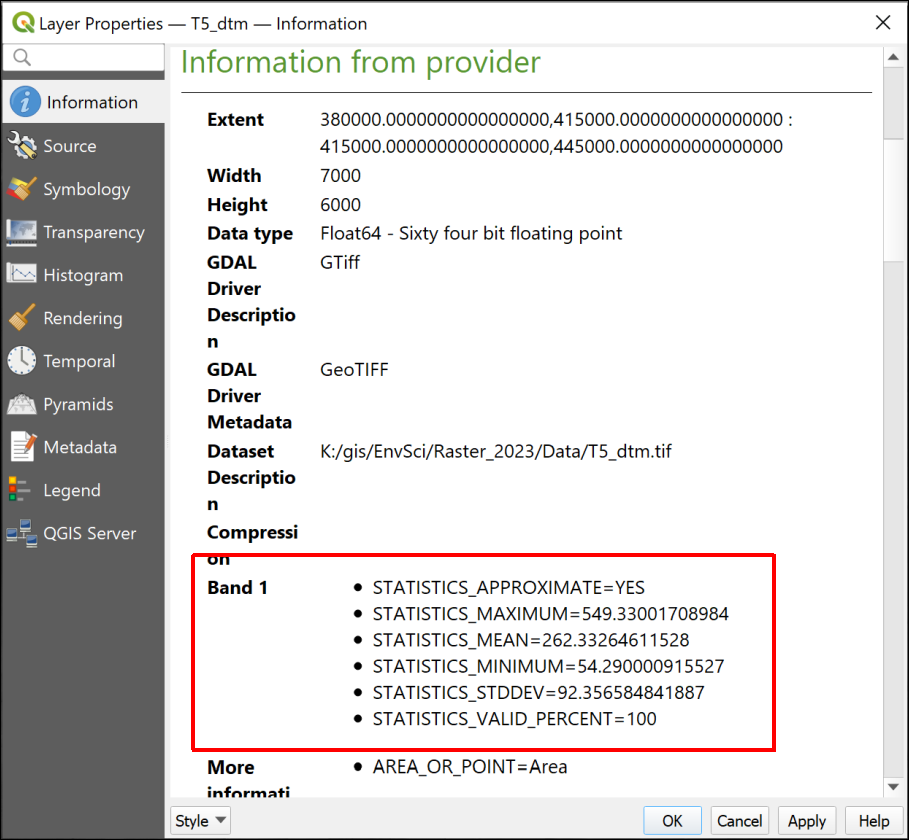 Layer Properties — T5_dtm — Information
Information from provider
Information
Source
Symbology
Transparency
Histogram
Rendering
Temporal
Pyramids
Metadata
Legend
QGIS Server
Extent 380000.0000000000000000,415000.0000000000000000 :
415000.0000000000000000,445000.0000000000000000
Width 7000
Height 6000
Data type Float64 - Sixty four bit floating point
GDAL GTiff
Driver
Descriptio
n
GDAL GeoTIFF
Driver
Metadata
Dataset K:/gis/EnvSci/Raster_2023/Data/T5_dtm.tif
Descriptio
n
Compressi
on
Band 1 • STATISTICS_APPROXIMATE=YES
• STATISTICS_MAXIMUM=549.33001708984
• STATISTICS_MEAN=262.33264611528
• STATISTICS_MINIMUM=54.290000915527
• STATISTICS_STDDEV=92.356584841887
• STATISTICS_VALID_PERCENT=100
More • AREA_OR_POINT=Area
informati
Style OK Cancel Apply Help